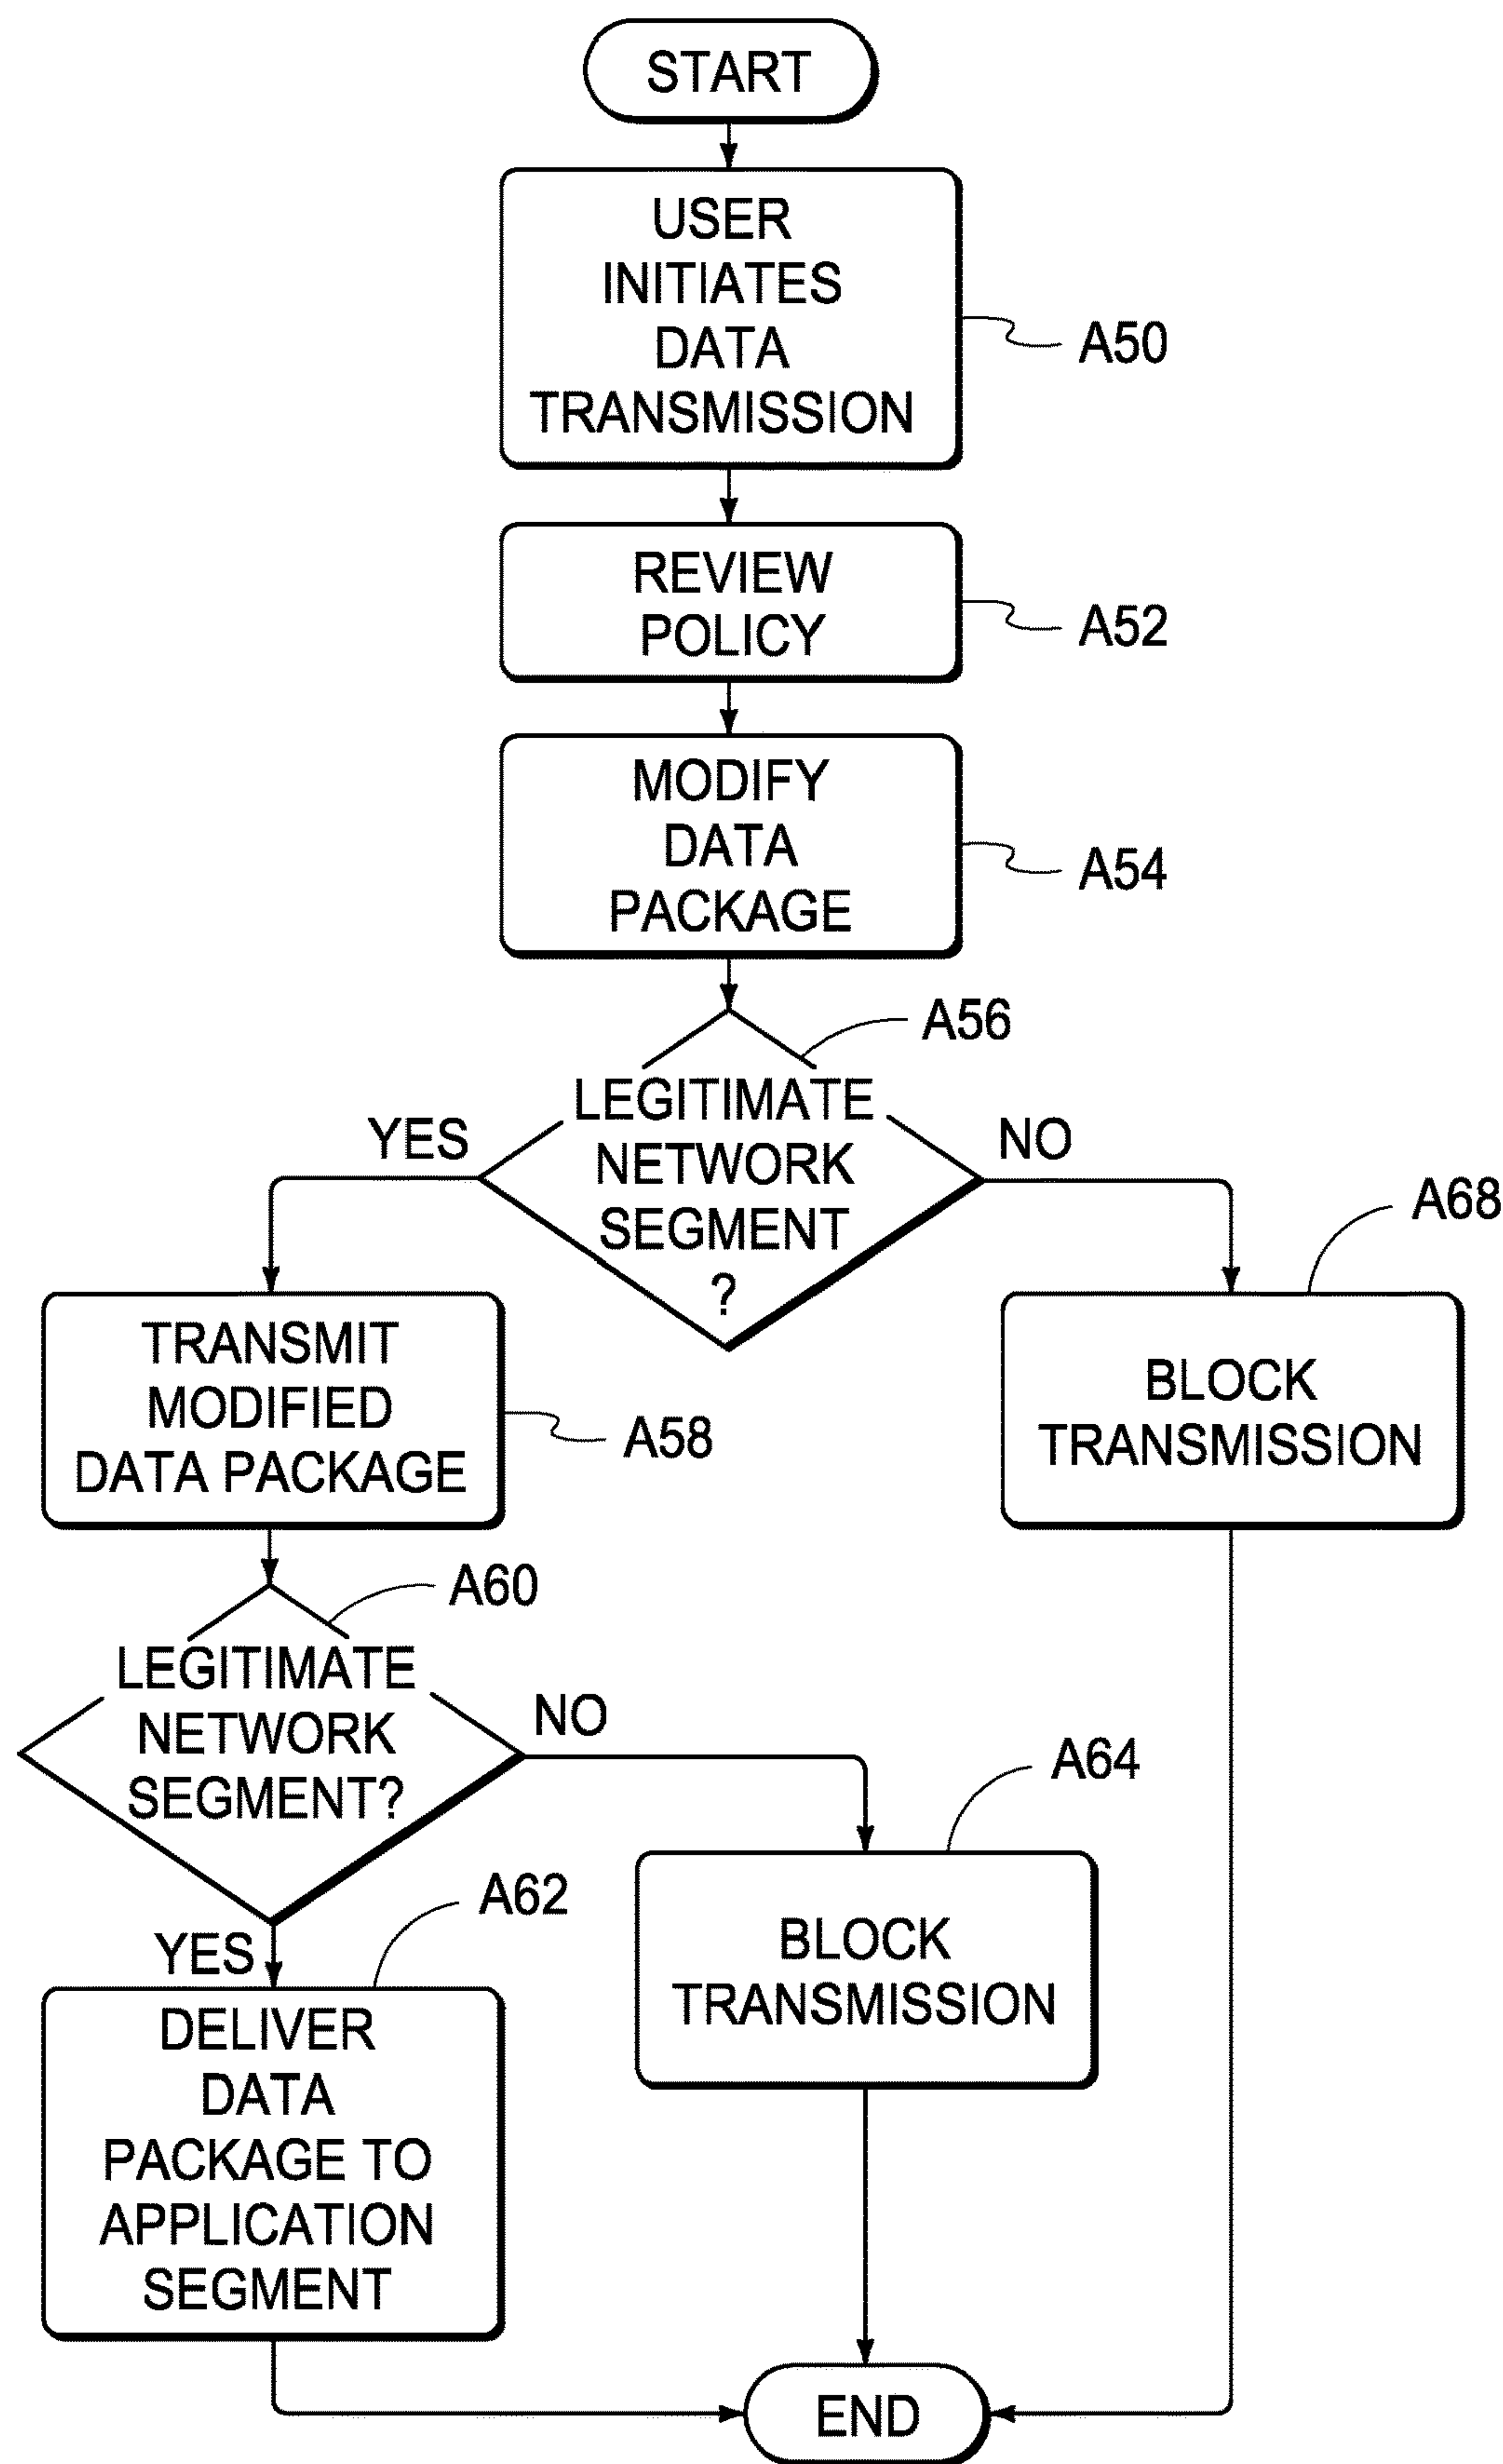 START
USER
INITIATES
DATA
TRANSMISSION
A50
REVIEW
POLICY
A52
MODIFY
DATA
PACKAGE
A54
A56
LEGITIMATE
NETWORK
SEGMENT
?
YES
NO
A68
TRANSMIT
MODIFIED
DATA PACKAGE
A58
BLOCK
TRANSMISSION
A60
LEGITIMATE
NETWORK
SEGMENT?
NO
A64
YES
A62
BLOCK
TRANSMISSION
DELIVER
DATA
PACKAGE TO
APPLICATION
SEGMENT
END